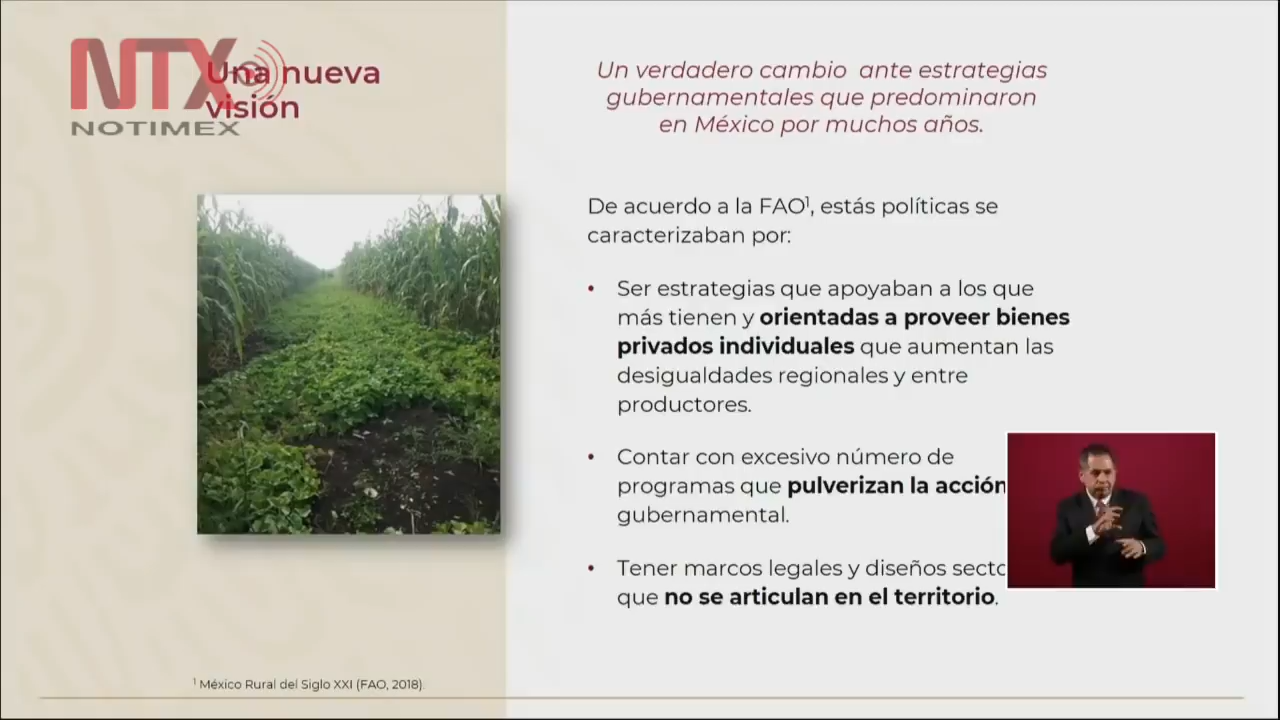 NTX
NOTIMEX
Una nueva
visión
Un verdadero cambio ante estrategias
gubernamentales que predominaron
en México por muchos años.
De acuerdo a la FAO¹, estás políticas se
caracterizaban por:
• Ser estrategias que apoyaban a los que
más tienen y orientadas a proveer bienes
privados individuales que aumentan las
desigualdades regionales y entre
productores.
• Contar con excesivo número de
programas que pulverizan la acción
gubernamental.
• Tener marcos legales y diseños
que no se articulan en el territorio.
¹ México Rural del Siglo XXI (FAO, 2018).